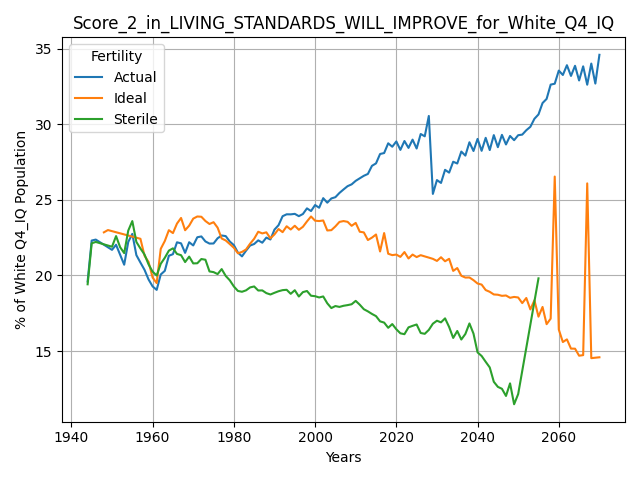 Score_2_in_LIVING_STANDARDS_WILL_IMPROVE_for_White_Q4_IQ
% of White Q4_IQ Population
35
30
25
20
15
Fertility
Actual
Ideal
Sterile
1940 1960 1980 2000 2020 2040 2060
Years